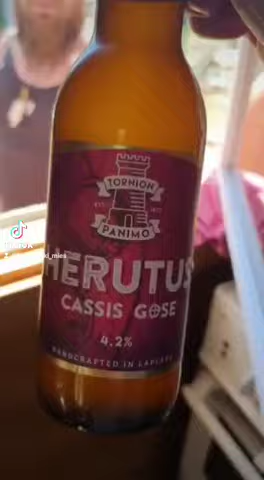 TORNION
EST.
PANIMO
HERUTUS
CASSIS GOSE
4.2%
HANDCRAFTED IN LAPLAND
TikTok